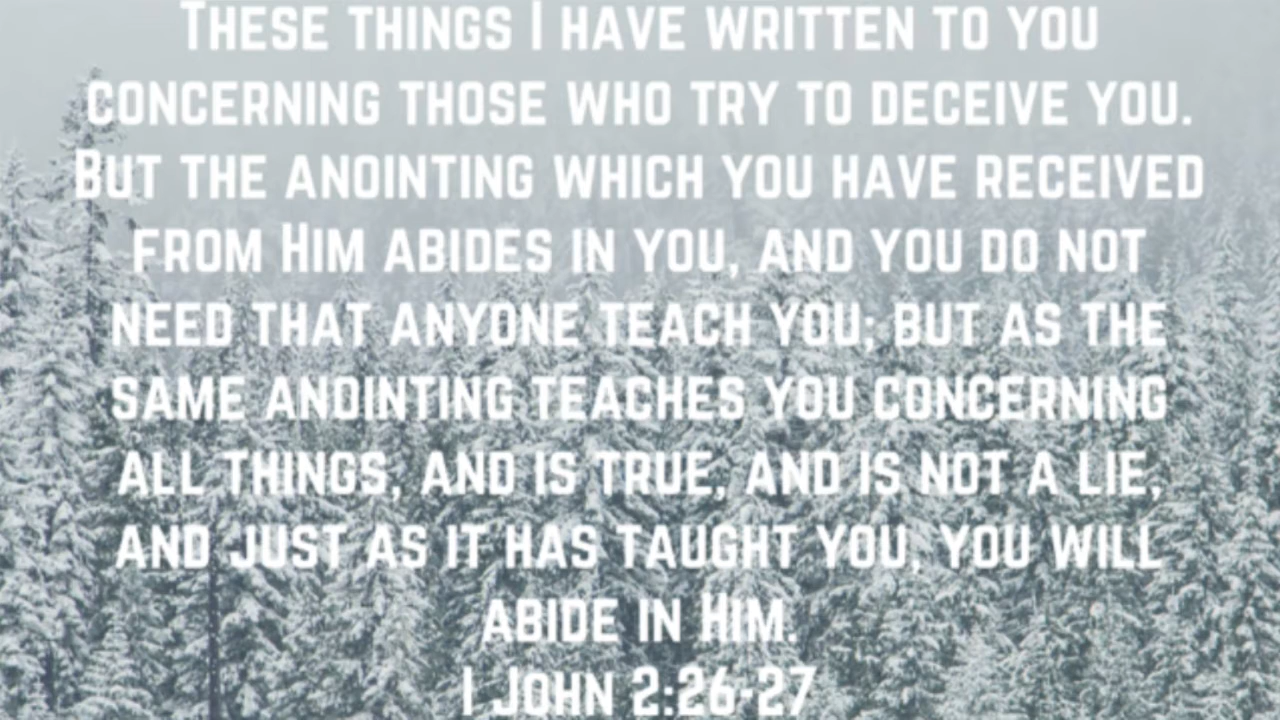 These things I have written to you
concerning those who try to deceive you.
But the anointing which you have received
from Him abides in you, and you do not
need that anyone teach you; but as the
same anointing teaches you concerning
all things, and is true, and is not a lie,
and just as it has taught you, you will
abide in Him.
I John 2:26-27